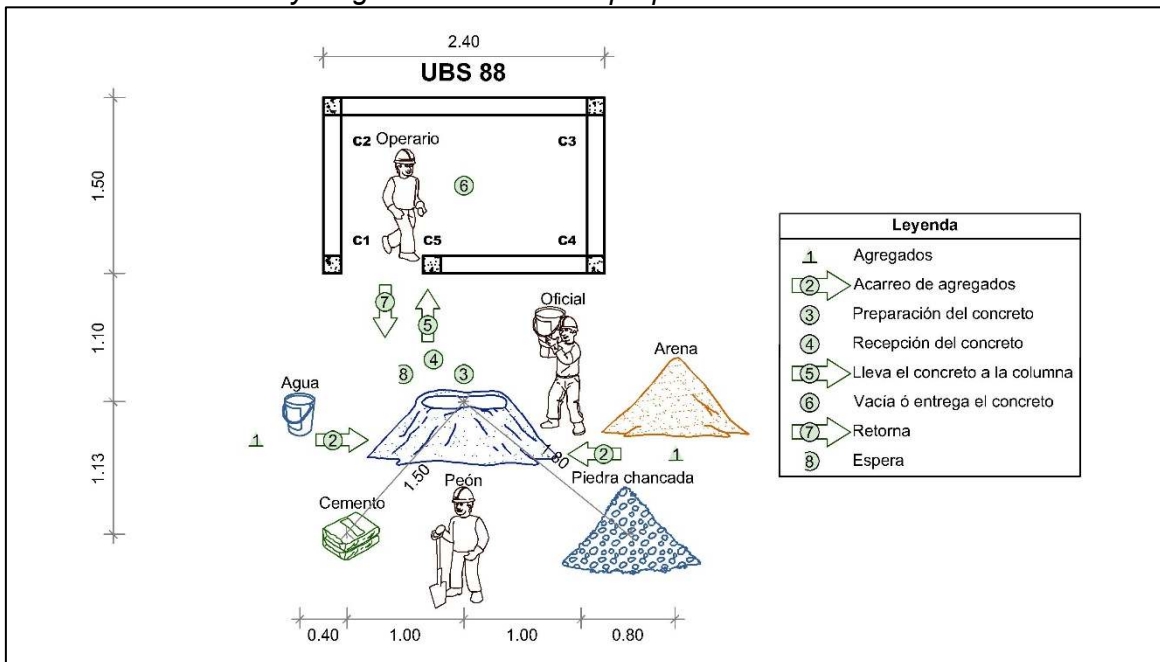 2.40
UBS 88
C2 Operario
C3
6
1.50
C1
C5
C4
7
5
Oficial
1.10
4
8
3
Arena
Agua
1
2
1.80
2
1
1.50
1.13
Cemento
Peón
Piedra chancada
0.40
1.00
1.00
0.80
Leyenda
1 Agregados
2 Acarreo de agregados
3 Preparación del concreto
4 Recepción del concreto
5 Lleva el concreto a la columna
6 Vacía ó entrega el concreto
7 Retorna
8 Espera